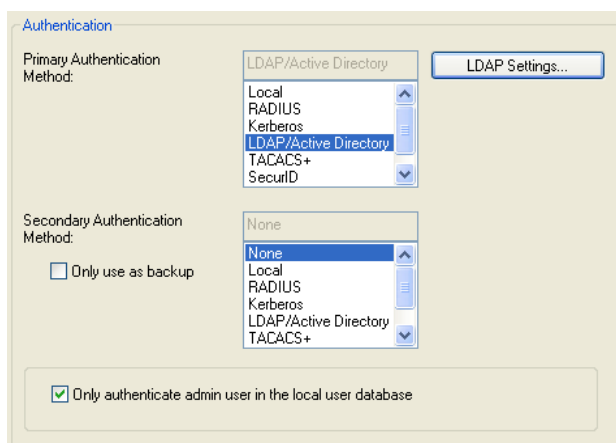 Authentication
Primary Authentication
Method:
LDAP/Active Directory
LDAP Settings...
Local
RADIUS
Kerberos
LDAP/Active Directory
TACACS+
SecurID
Secondary Authentication
Method:
None
Only use as backup
None
Local
RADIUS
Kerberos
LDAP/Active Directory
TACACS+
Only authenticate admin user in the local user database